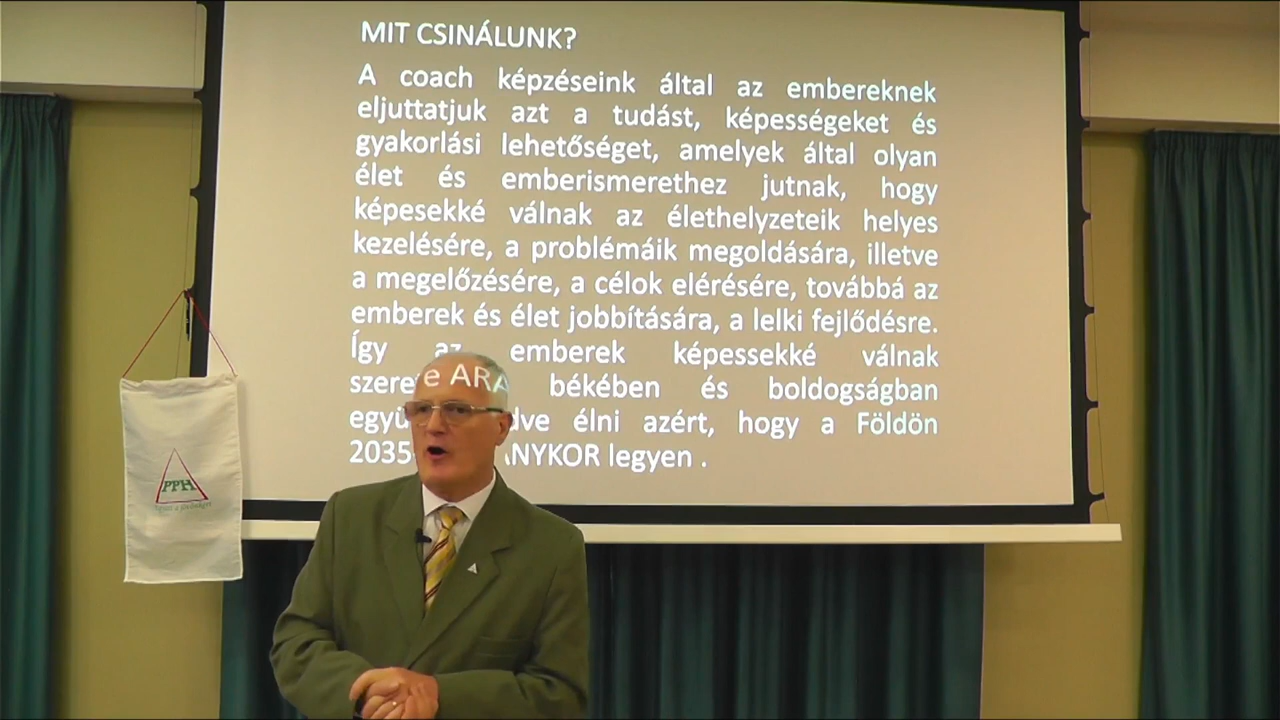 MIT CSINÁLUNK?
A coach képzéseink által az embereknek
eljuttatjuk azt a tudást, képességeket és
gyakorlási lehetőséget, amelyek által olyan
élet és emberismerethez jutnak, hogy
képesekké válnak az élethelyzeteik helyes
kezelésére, a problémáik megoldására, illetve
a megelőzésére, a célok elérésére, továbbá az
emberek és élet jobbítására, a lelki fejlődésre.
Így az emberek képessekké válnak
békében és boldogságban
élni azért, hogy a Földön
2035 legyen .
e ARA
PPH